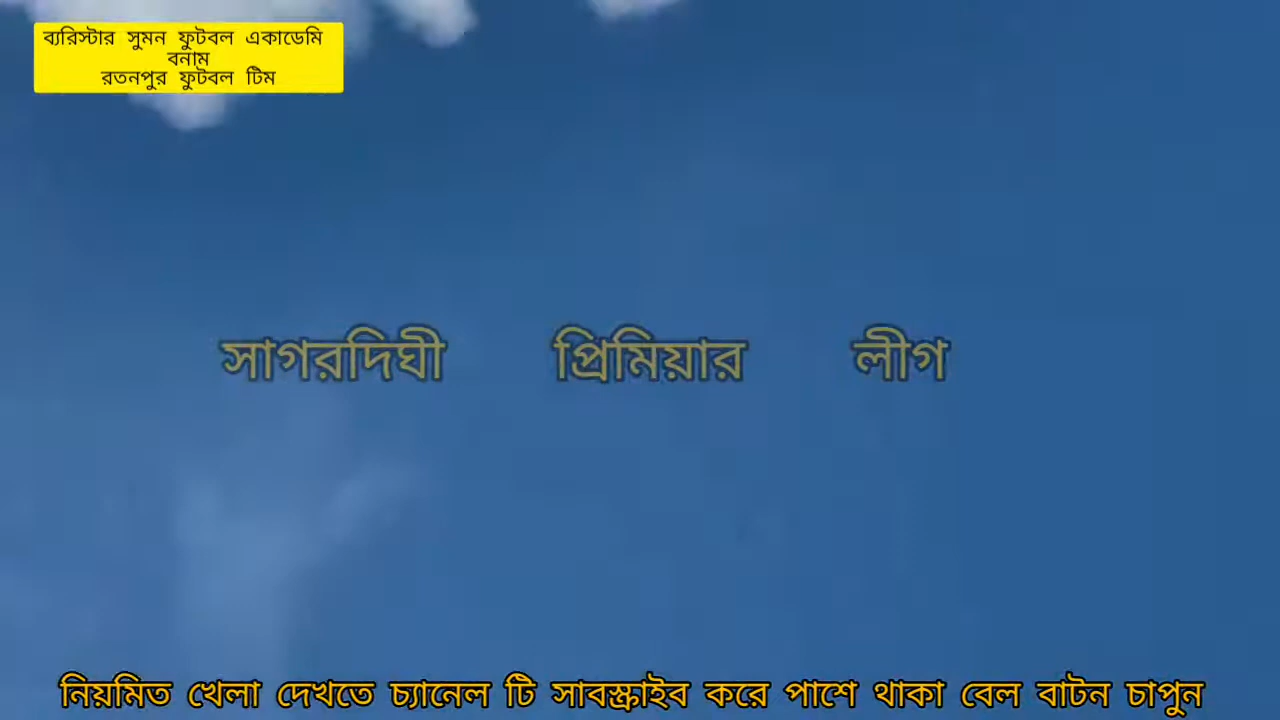 ব্যরিস্টার সুমন ফুটবল একাডেমি
বনাম
রতনপুর ফুটবল টিম
সাগরদিঘী প্রিমিয়ার লীগ
নিয়মিত খেলা দেখতে চ্যানেল টি সাবস্ক্রাইব করে পাশে থাকা বেল বাটন চাপুন